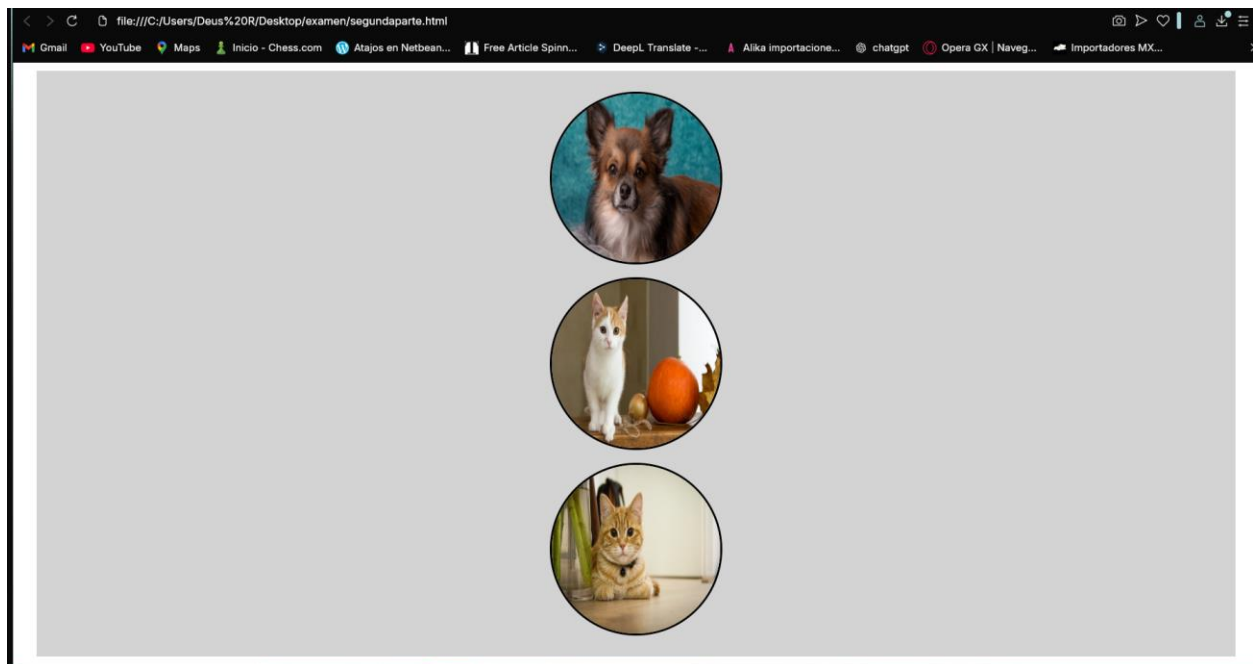 file:///C:/Users/Deus%20R/Desktop/examen/segundaparte.html
Gmail YouTube Maps Inicio - Chess.com Atajos en Netbean... Free Article Spinn... DeepL Translate -... Alika importacione... chatgpt Opera GX | Naveg... Importadores MX...